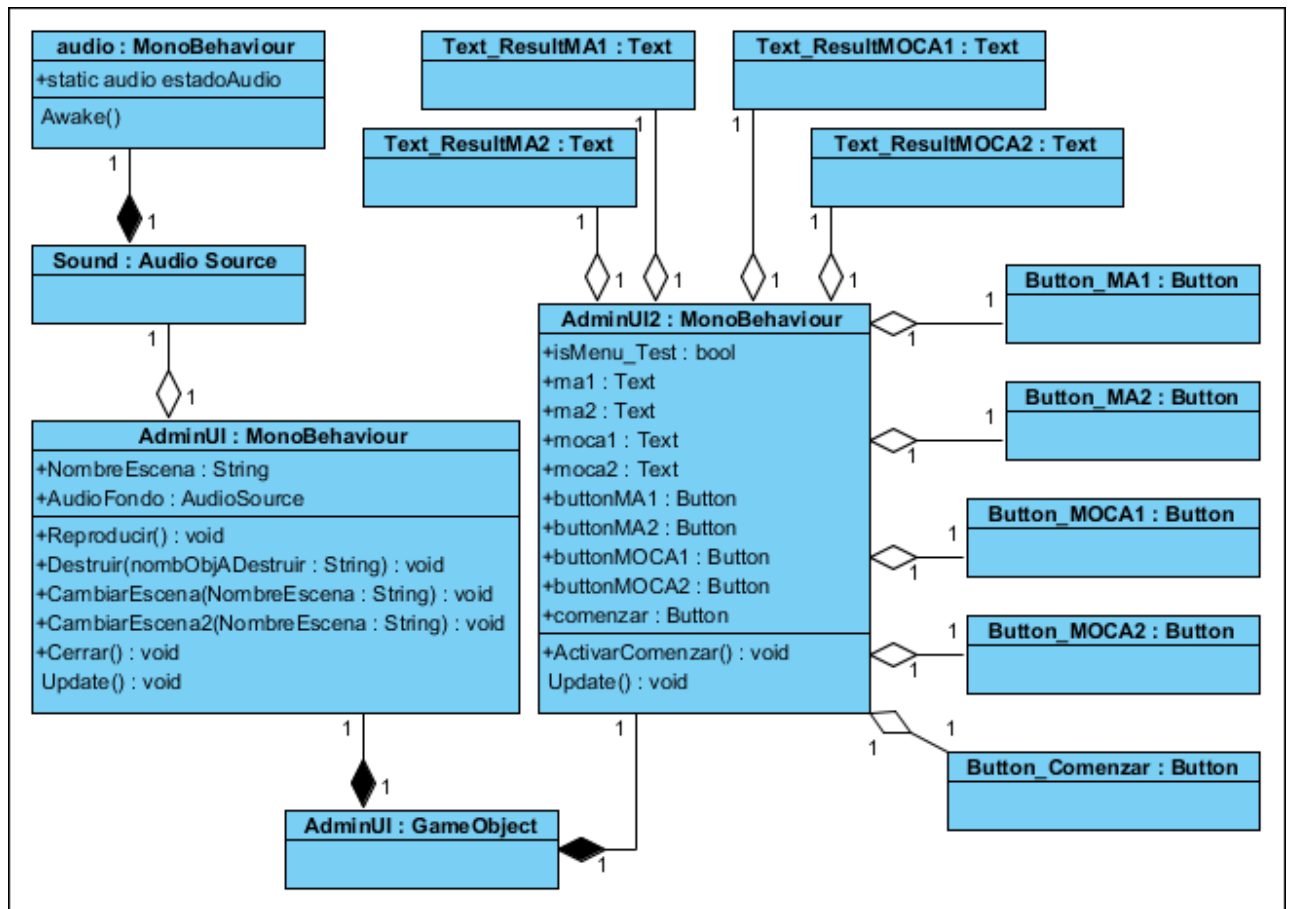 audio : MonoBehaviour
+static audio estadoAudio
Awake()
1
1
Sound : Audio Source
1
1
AdminUI : MonoBehaviour
+NombreEscena : String
+AudioFondo : AudioSource
+Reproducir() : void
+Destruir(nombObjADestruir : String) : void
+CambiarEscena(NombreEscena : String) : void
+CambiarEscena2(NombreEscena : String) : void
+Cerrar() : void
Update() : void
1
1
AdminUI : GameObject
1
1
Text_ResultMA1 : Text
1
1
Text_ResultMA2 : Text
1
1
Text_ResultMOCA1 : Text
1
1
Text_ResultMOCA2 : Text
1
1
AdminUI2 : MonoBehaviour
+isMenu_Test : bool
+ma1 : Text
+ma2 : Text
+moca1 : Text
+moca2 : Text
+buttonMA1 : Button
+buttonMA2 : Button
+buttonMOCA1 : Button
+buttonMOCA2 : Button
+comenzar : Button
+ActivarComenzar() : void
Update() : void
Button_MA1 : Button
1
1
Button_MA2 : Button
1
1
Button_MOCA1 : Button
1
1
Button_MOCA2 : Button
1
1
Button_Comenzar : Button
1
1